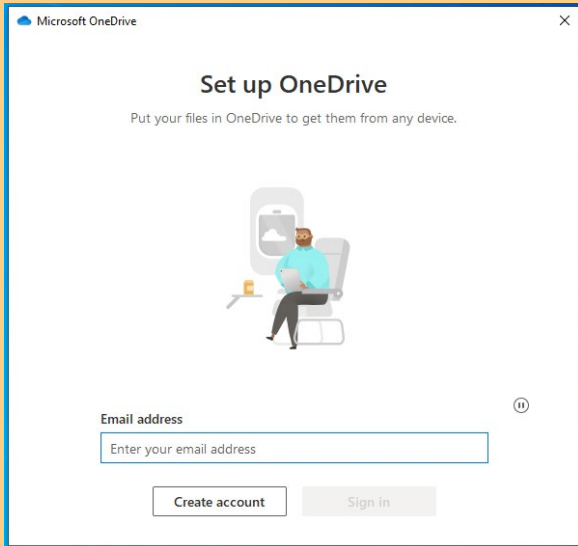 Microsoft OneDrive
Set up OneDrive
Put your files in OneDrive to get them from any device.
Email address
Enter your email address
Create account
Sign in